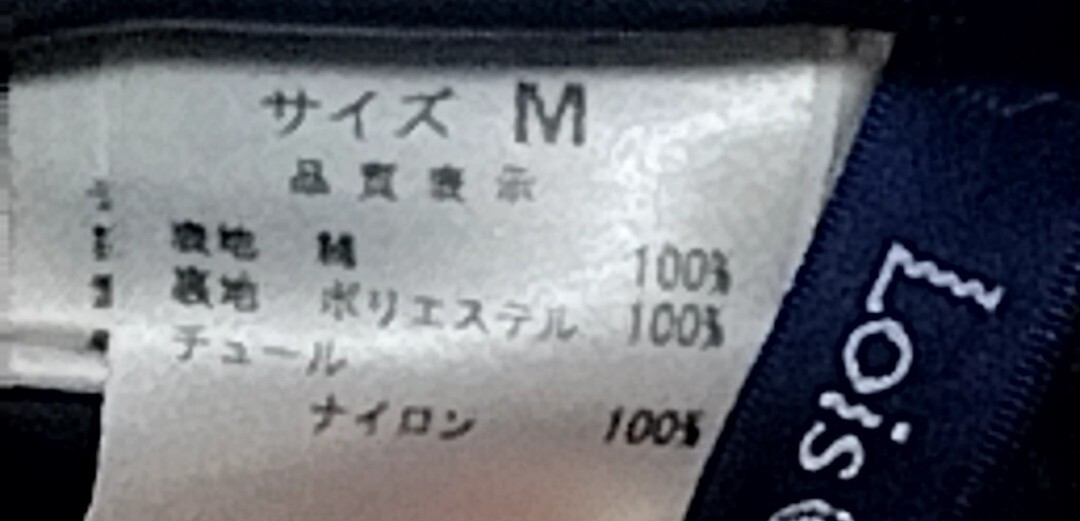 サイズ M
品質表示
表地 綿 100%
裏地 ポリエステル 100%
チュール
ナイロン 100%
Lois